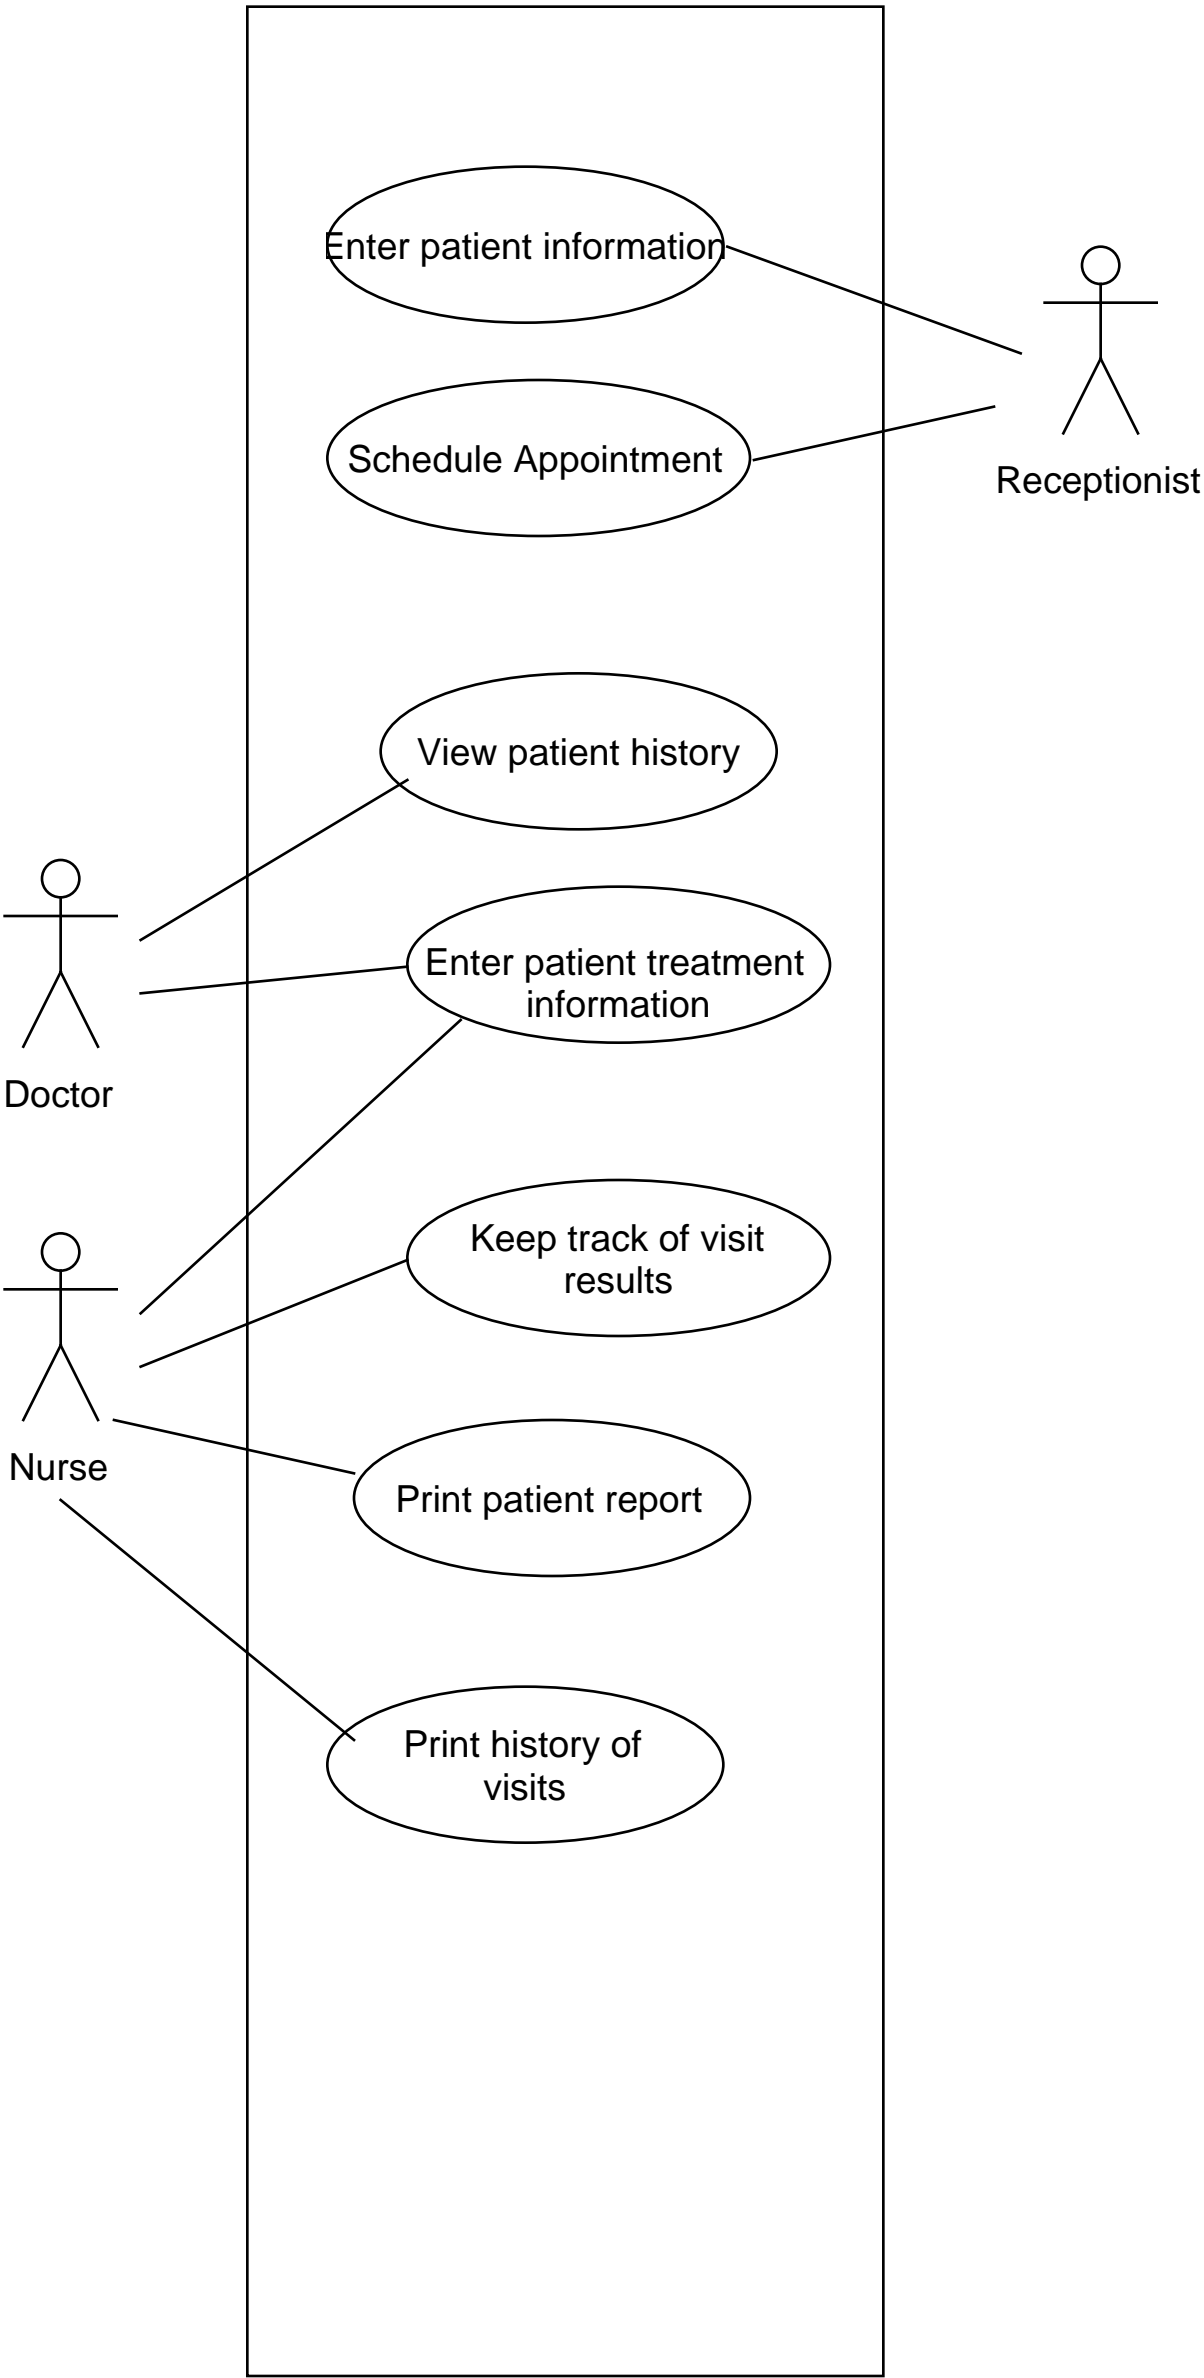 Enter patient information
Schedule Appointment
Receptionist
View patient history
Enter patient treatment
information
Doctor
Keep track of visit
results
Nurse
Print patient report
Print history of
visits